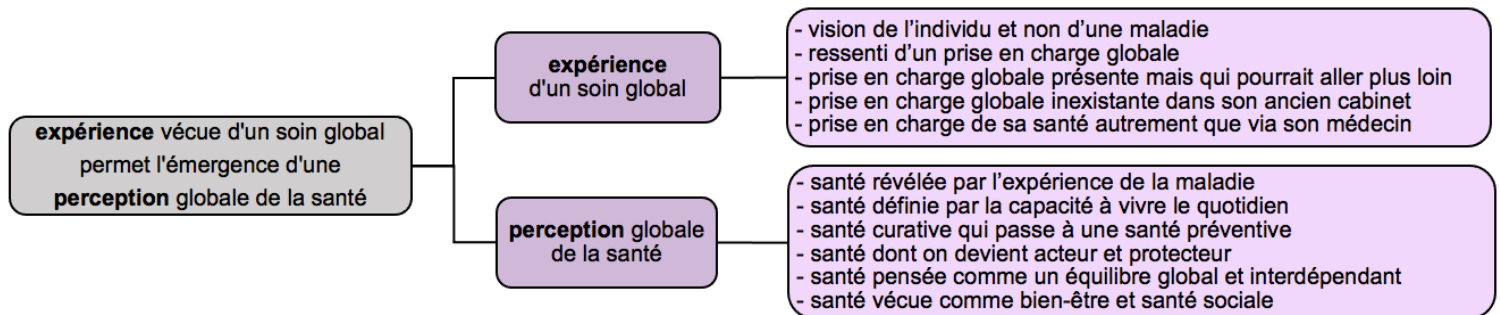 expérience vécue d'un soin global
permet l'émergence d'une
perception globale de la santé
expérience
d'un soin global
- vision de l'individu et non d'une maladie
- ressenti d'un prise en charge globale
- prise en charge globale présente mais qui pourrait aller plus loin
- prise en charge globale inexistante dans son ancien cabinet
- prise en charge de sa santé autrement que via son médecin
perception globale
de la santé
- santé révélée par l'expérience de la maladie
- santé définie par la capacité à vivre le quotidien
- santé curative qui passe à une santé préventive
- santé dont on devient acteur et protecteur
- santé pensée comme un équilibre global et interdépendant
- santé vécue comme bien-être et santé sociale